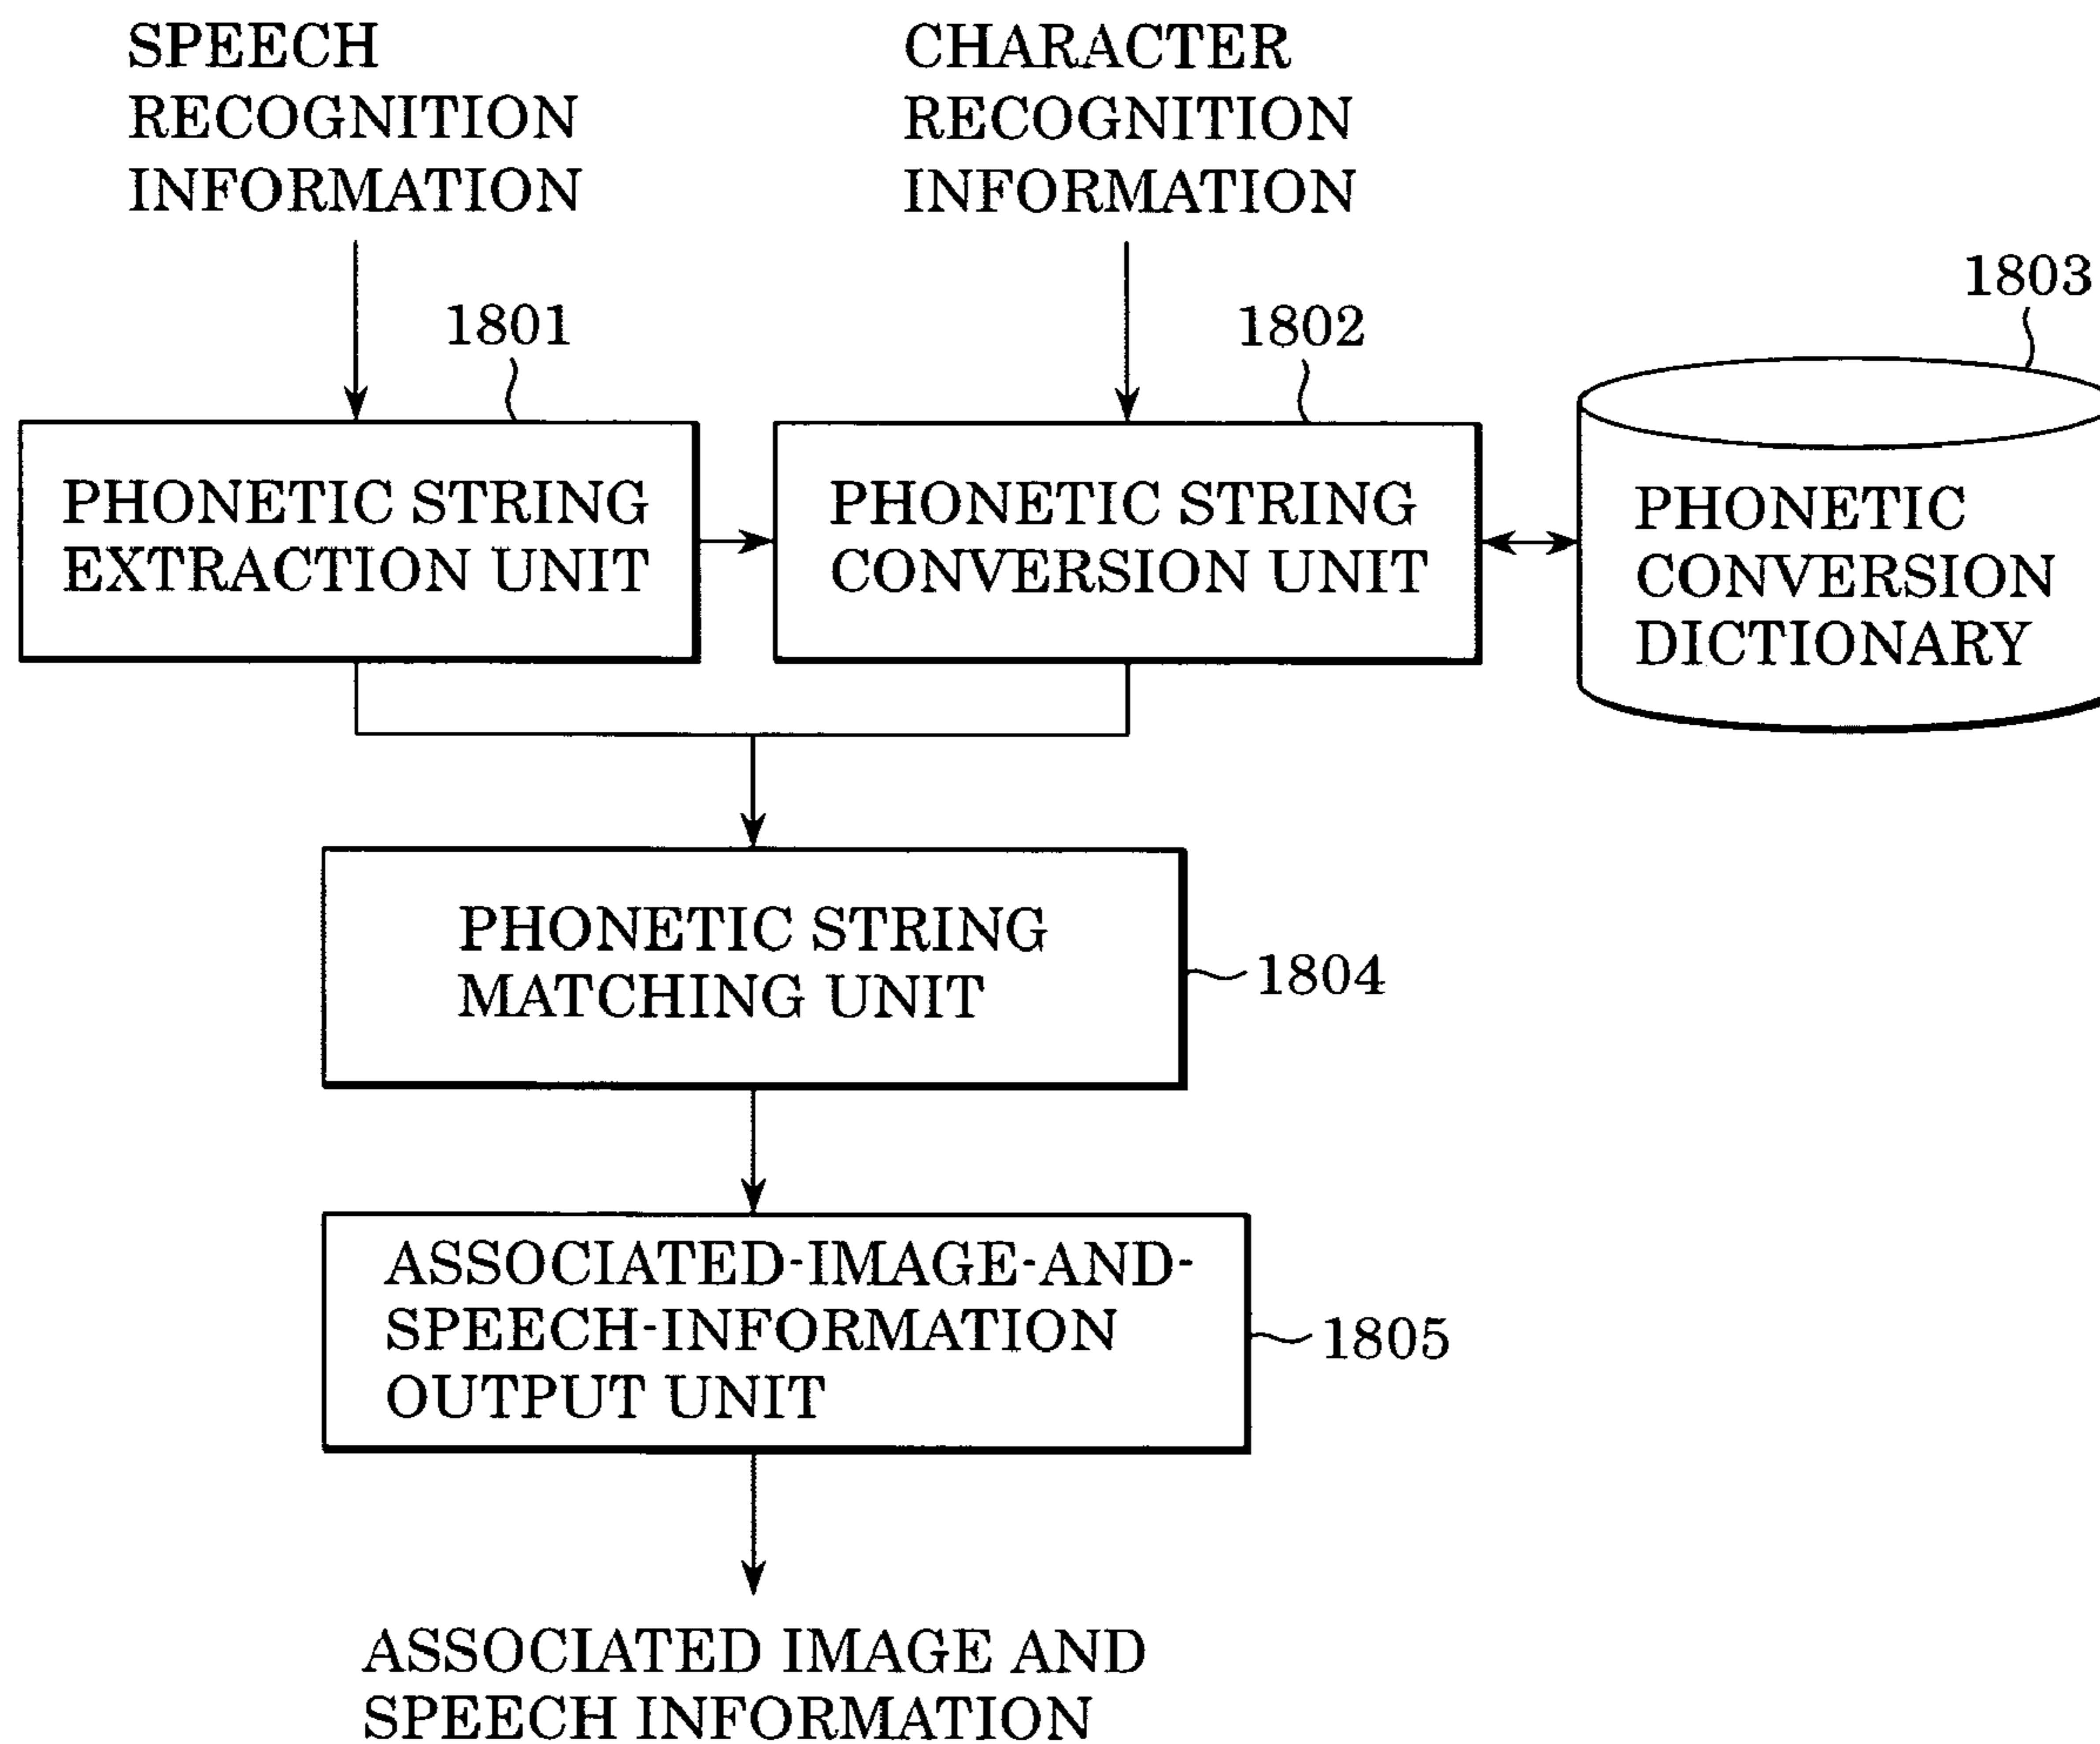 SPEECH
RECOGNITION
INFORMATION
CHARACTER
RECOGNITION
INFORMATION
1801
1802
1803
PHONETIC STRING
EXTRACTION UNIT
PHONETIC STRING
CONVERSION UNIT
PHONETIC
CONVERSION
DICTIONARY
PHONETIC STRING
MATCHING UNIT
1804
ASSOCIATED-IMAGE-AND-
SPEECH-INFORMATION
OUTPUT UNIT
1805
ASSOCIATED IMAGE AND
SPEECH INFORMATION